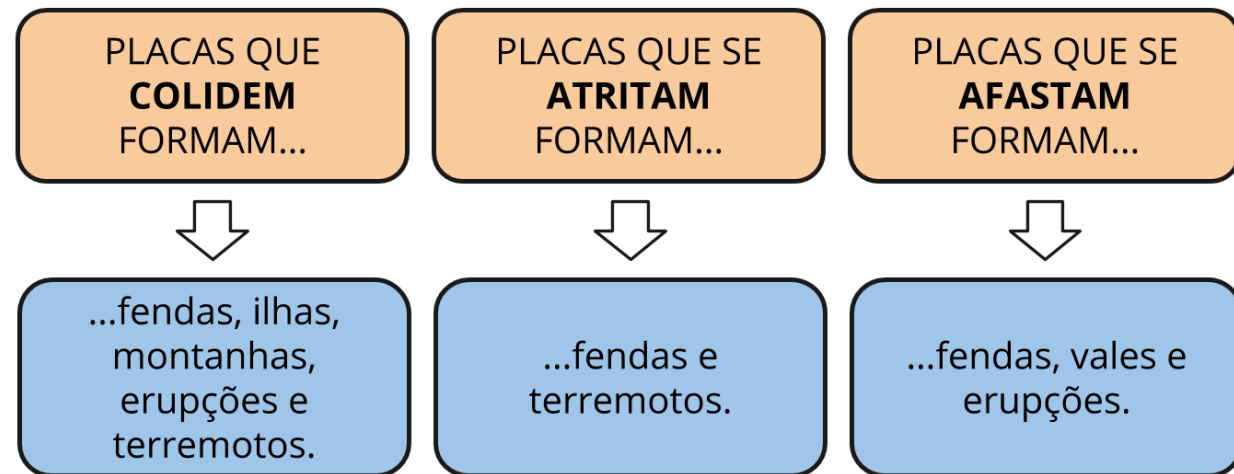 PLACAS QUE
COLIDEM
FORMAM...
PLACAS QUE SE
ATRITAM
FORMAM...
PLACAS QUE SE
AFASTAM
FORMAM...
...fendas, ilhas,
montanhas,
erupções e
terremotos.
...fendas e
terremotos.
...fendas, vales e
erupções.